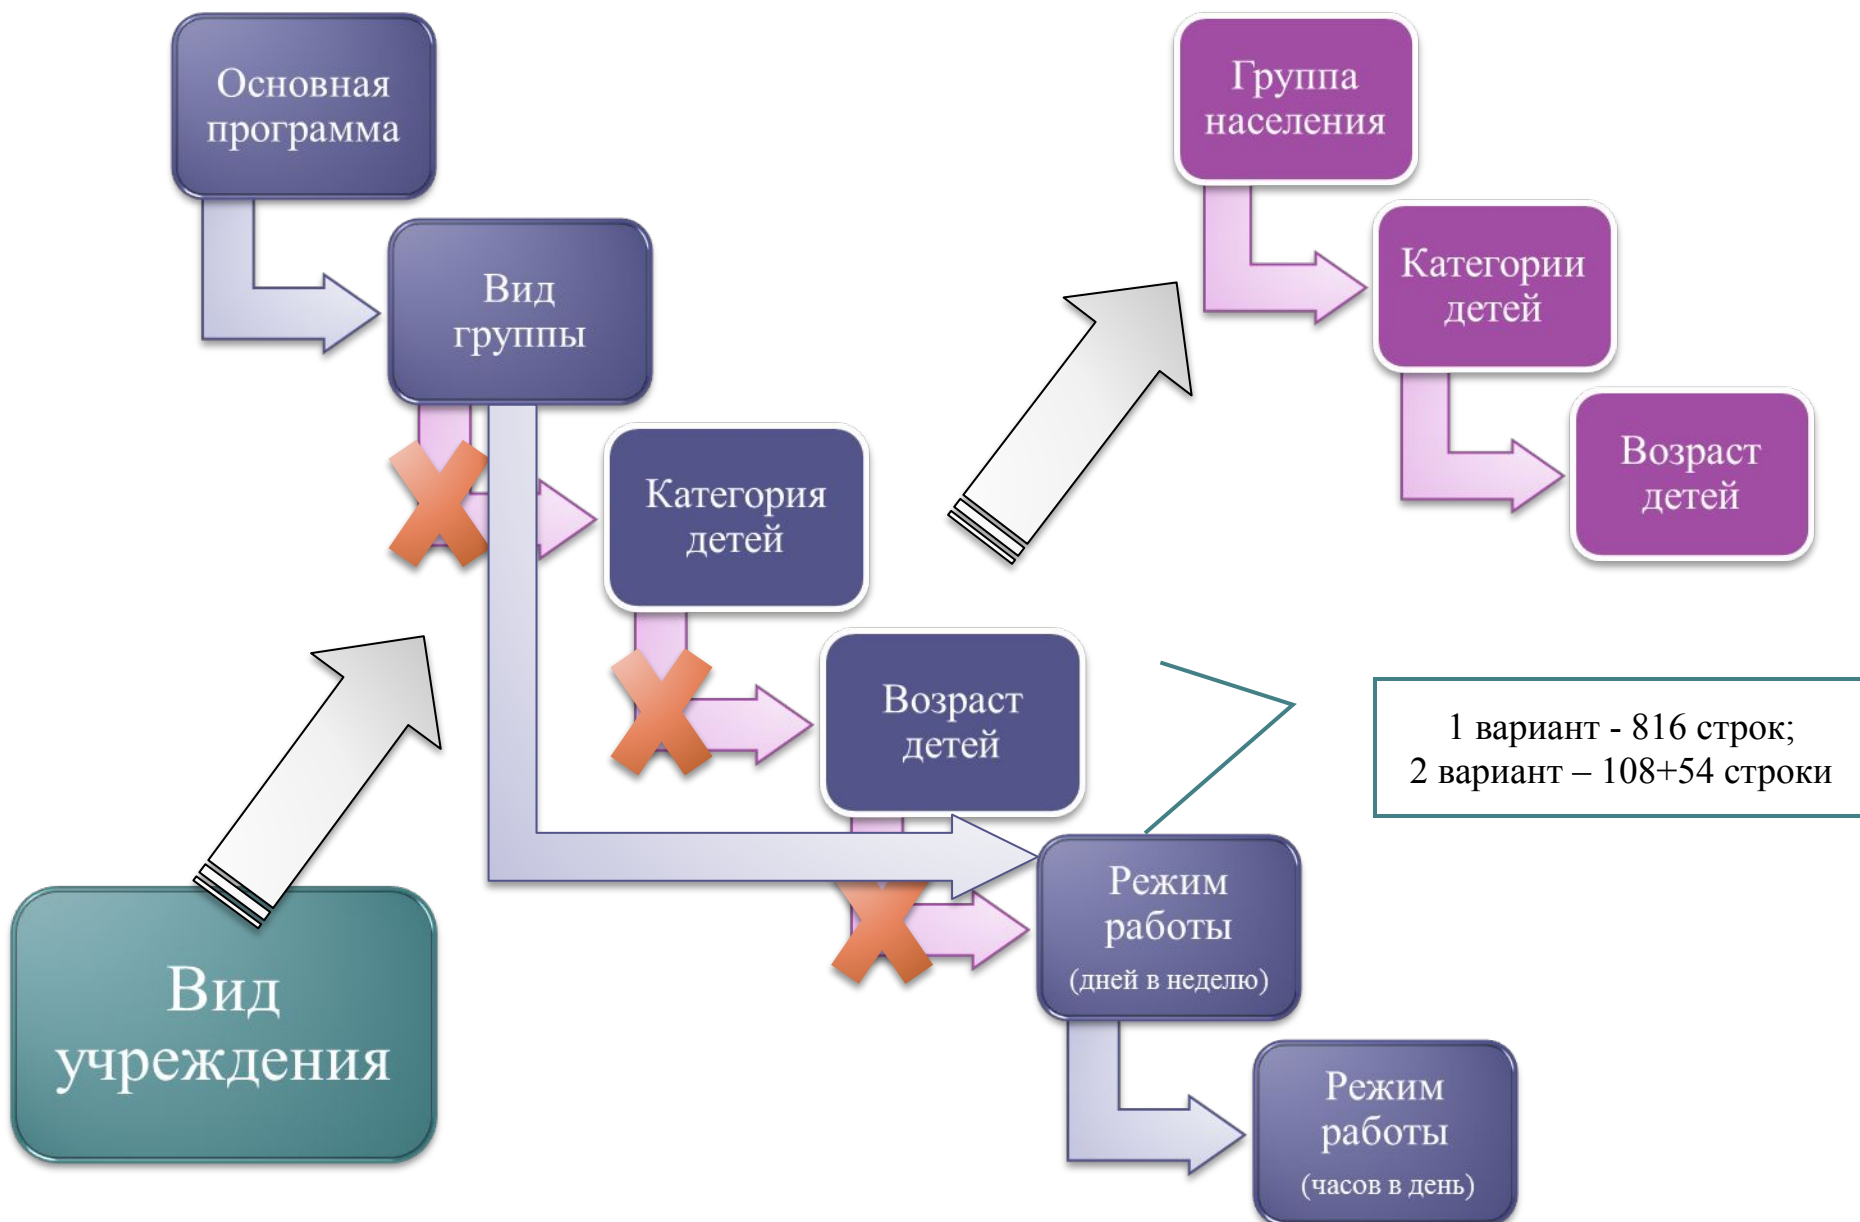 Основная
программа
Вид
группы
Категория
детей
Возраст
детей
Режим
работы
(дней в неделю)
Режим
работы
(часов в день)
Вид
учреждения
Группа
населения
Категории
детей
Возраст
детей
1 вариант - 816 строк;
2 вариант – 108+54 строки